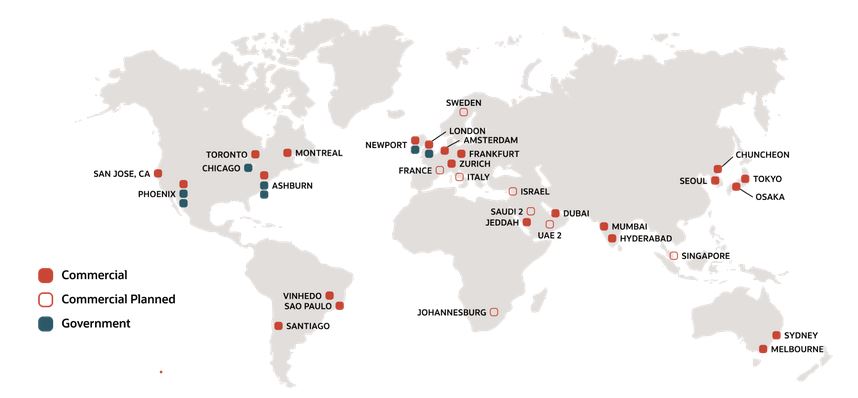 SWEDEN
LONDON
NEWPORT
AMSTERDAM
TORONTO
MONTREAL
FRANKFURT
CHUNCHEON
CHICAGO
ZURICH
SAN JOSE, CA
FRANCE
ITALY
SEOUL
TOKYO
ASHBURN
PHOENIX
ISRAEL
OSAKA
SAUDI 2
DUBAI
JEDDAH
MUMBAI
UAE 2
HYDERABAD
SINGAPORE
Commercial
Commercial Planned
Government
VINHEDO
SAO PAULO
JOHANNESBURG
SANTIAGO
SYDNEY
MELBOURNE